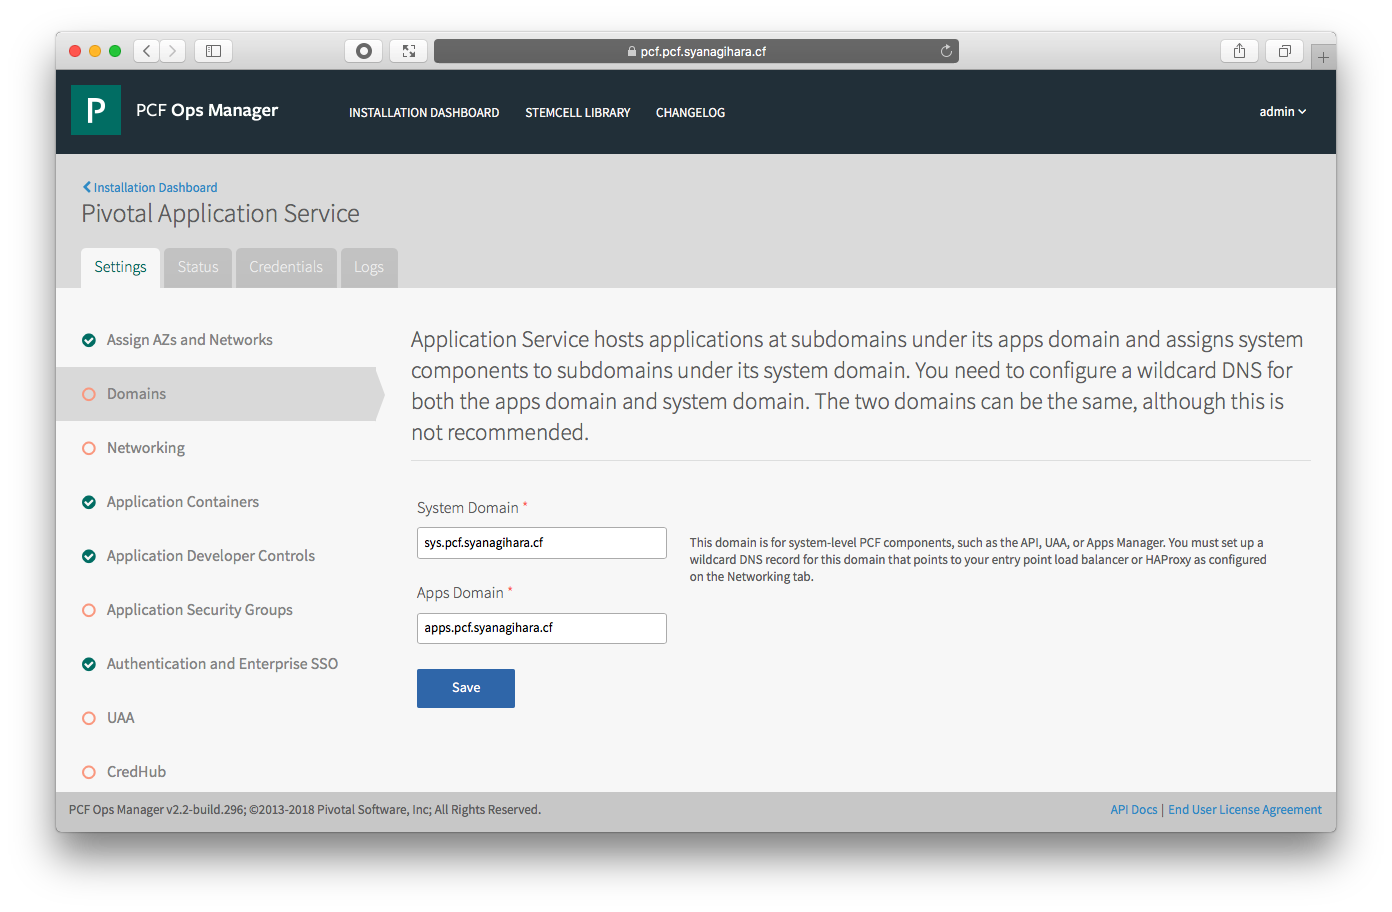 pcf.pcf.syanagihara.cf
P
PCF Ops Manager
INSTALLATION DASHBOARD
STEMCELL LIBRARY
CHANGELOG
admin
Installation Dashboard
Pivotal Application Service
Settings
Status
Credentials
Logs
Assign AZs and Networks
Domains
Networking
Application Containers
Application Developer Controls
Application Security Groups
Authentication and Enterprise SSO
UAA
CredHub
Application Service hosts applications at subdomains under its apps domain and assigns system
components to subdomains under its system domain. You need to configure a wildcard DNS for
both the apps domain and system domain. The two domains can be the same, although this is
not recommended.
System Domain *
sys.pcf.syanagihara.cf
This domain is for system-level PCF components, such as the API, UAA, or Apps Manager. You must set up a
wildcard DNS record for this domain that points to your entry point load balancer or HAProxy as configured
on the Networking tab.
Apps Domain *
apps.pcf.syanagihara.cf
Save
PCF Ops Manager v2.2-build.296; ©2013-2018 Pivotal Software, Inc; All Rights Reserved.
API Docs | End User License Agreement